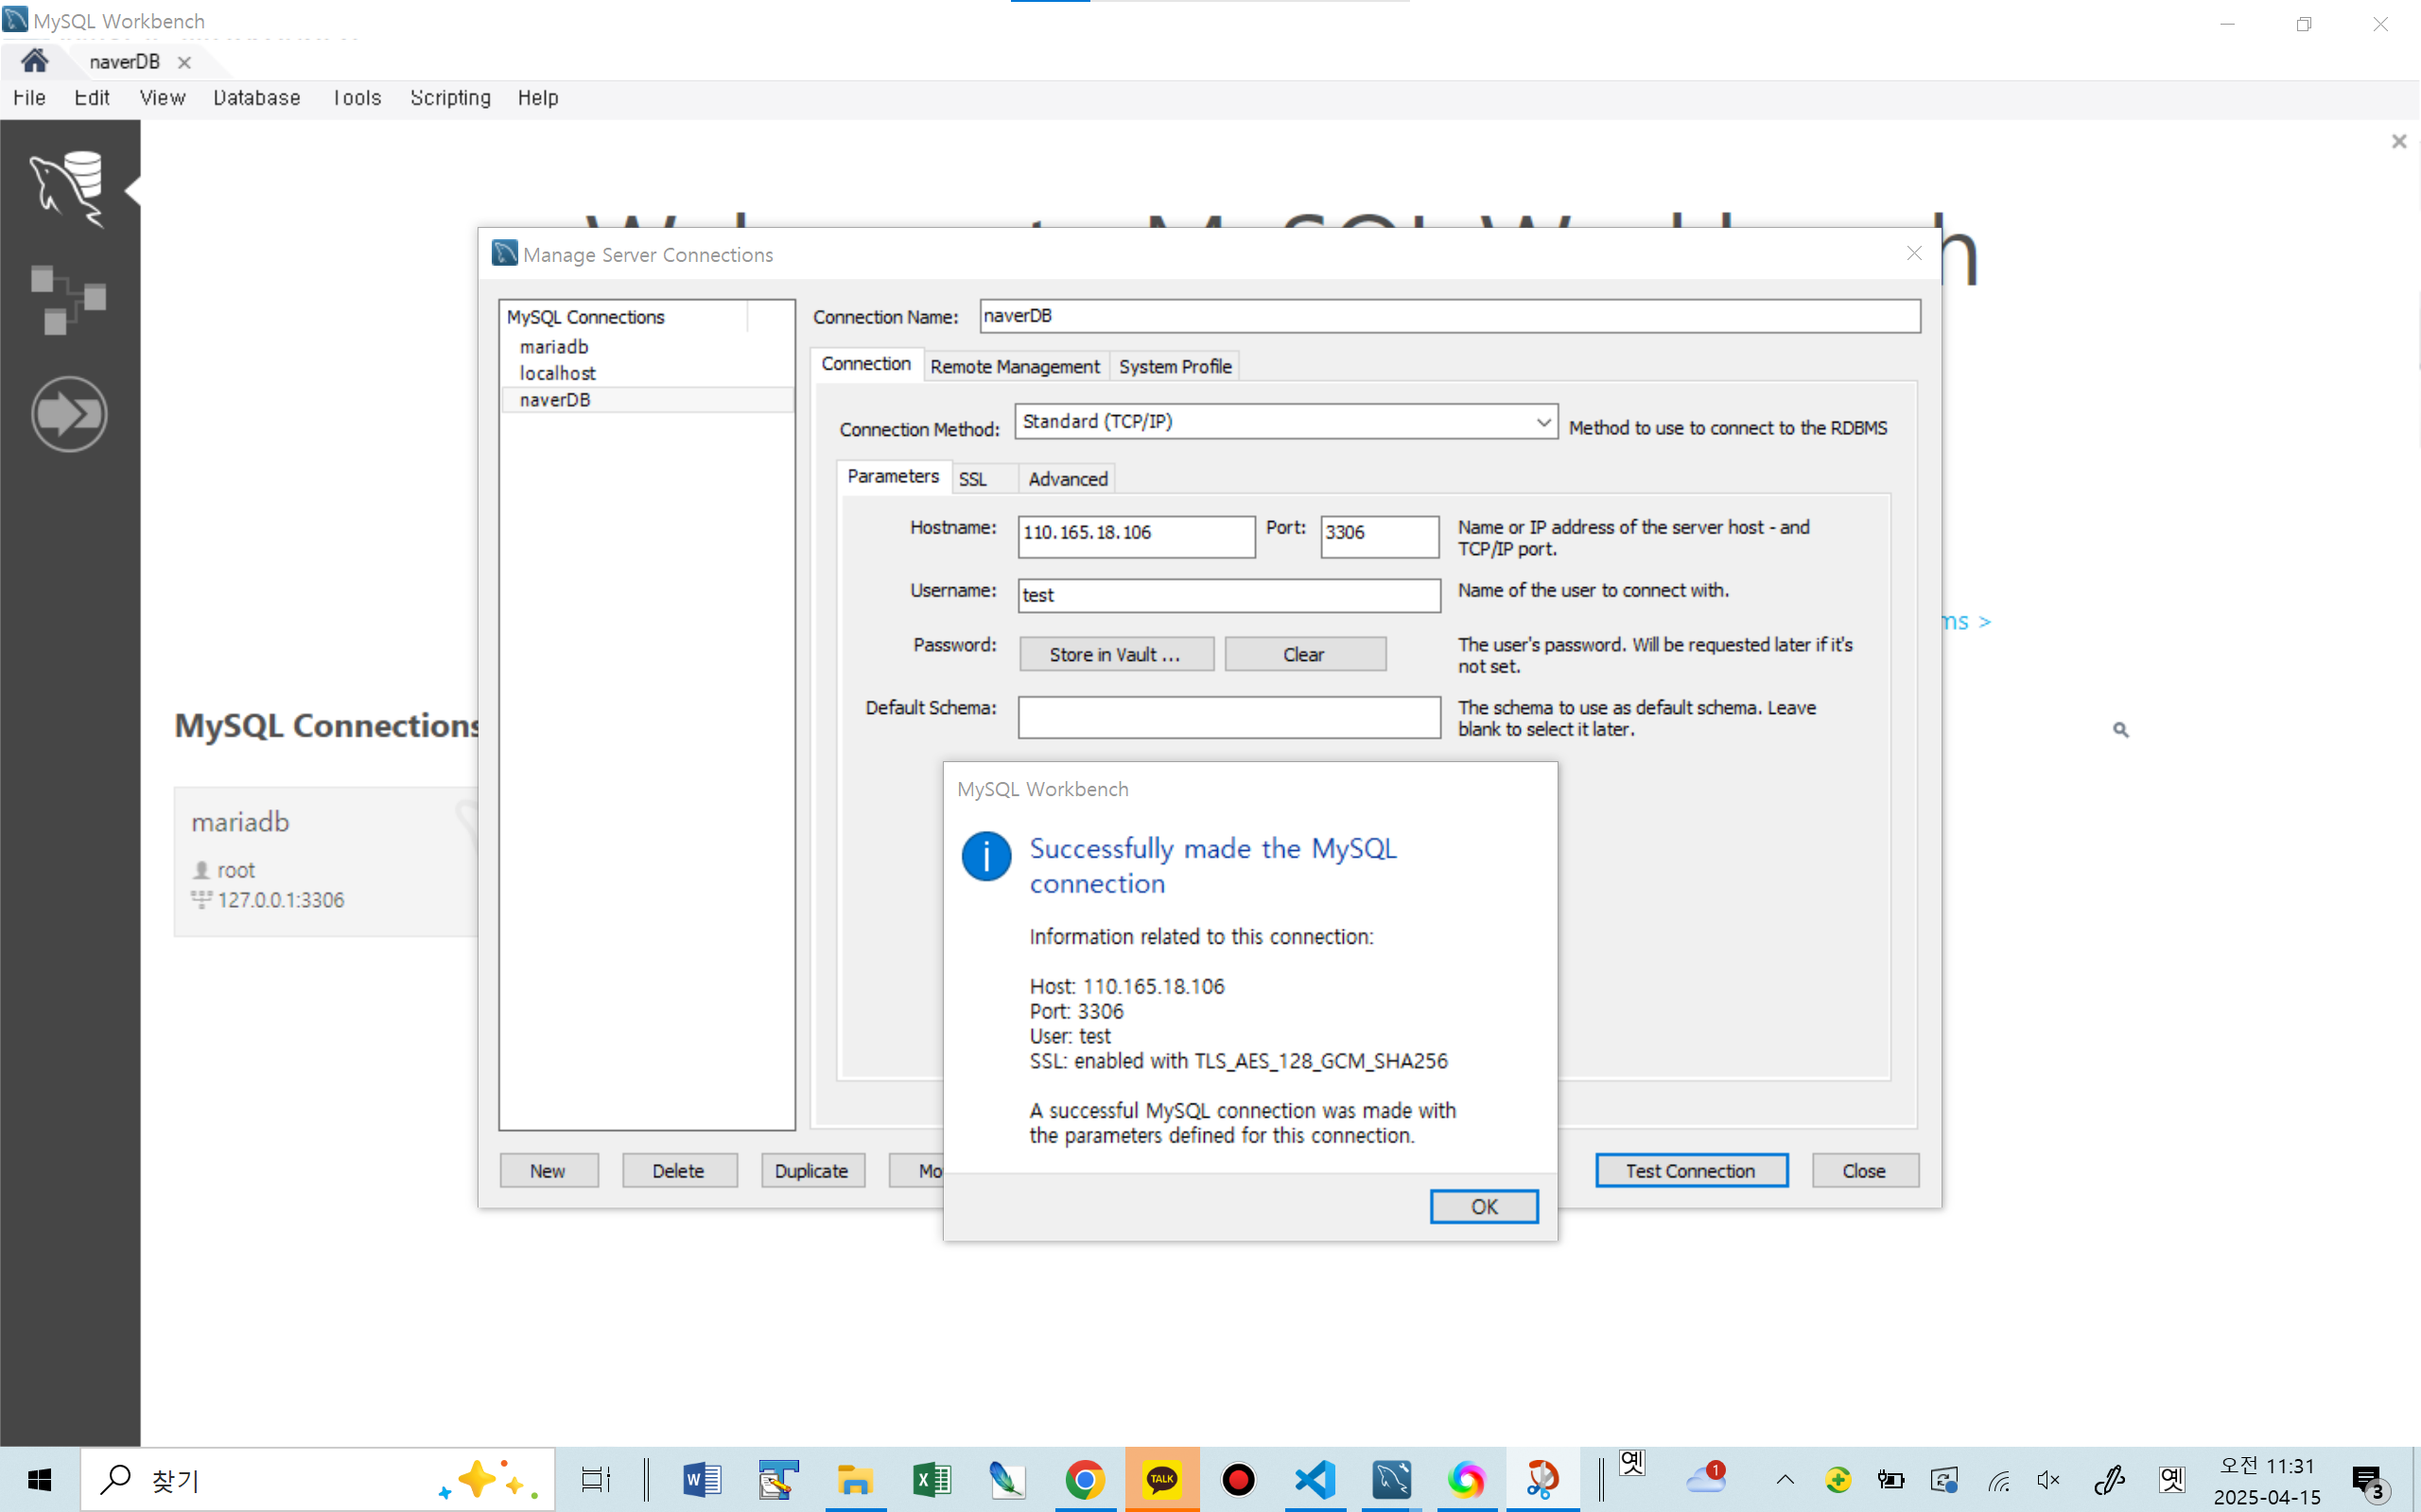 MySQL Workbench
naverDB
File Edit View Database Tools Scripting Help
Manage Server Connections
MySQL Connections
mariadb
localhost
naverDB
Connection Name: naverDB
Connection Remote Management System Profile
Connection Method: Standard (TCP/IP) Method to use to connect to the RDBMS
Parameters SSL Advanced
Hostname: 110.165.18.106 Port: 3306 Name or IP address of the server host - and
TCP/IP port.
Username: test Name of the user to connect with.
Password: Store in Vault ... Clear The user's password. Will be requested later if it's
not set.
Default Schema: The schema to use as default schema. Leave
blank to select it later.
ms >
MySQL Connections
mariadb
root
127.0.0.1:3306
MySQL Workbench
Successfully made the MySQL
connection
Information related to this connection:
Host: 110.165.18.106
Port: 3306
User: test
SSL: enabled with TLS_AES_128_GCM_SHA256
A successful MySQL connection was made with
the parameters defined for this connection.
OK
New Delete Duplicate Mo Test Connection Close
찾기
TALK
옛
1
옛
오전 11:31
2025-04-15
3